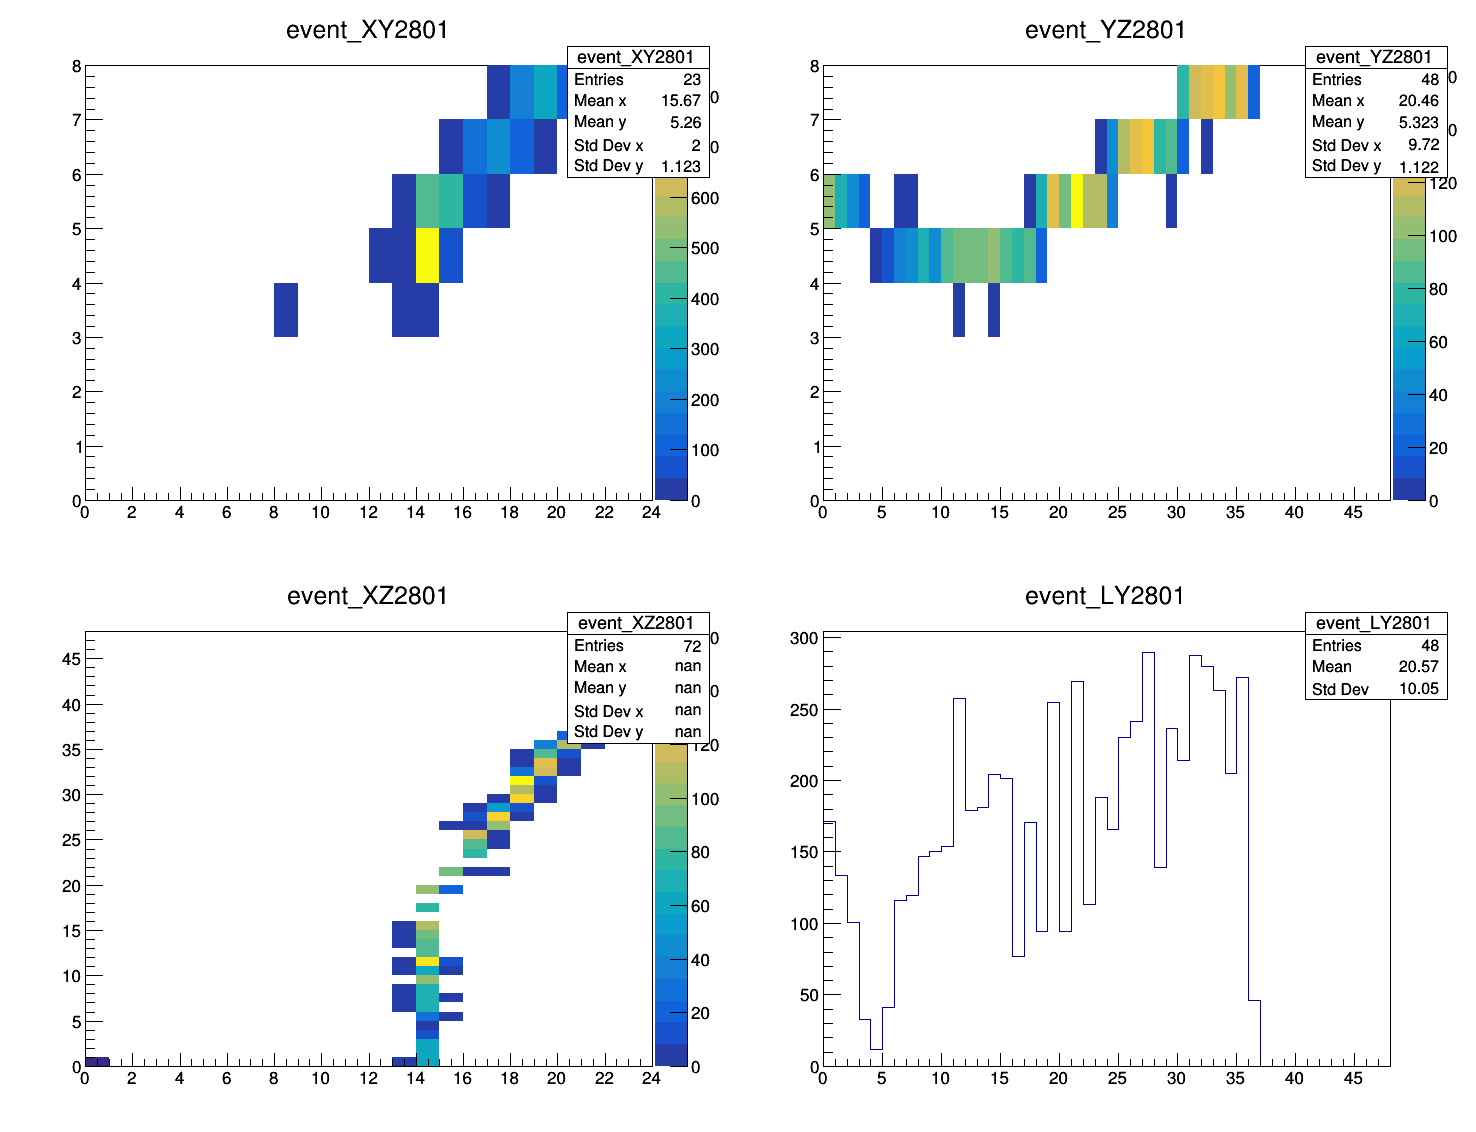 event_XY2801
event_XY2801
Entries 23
Mean x 15.67
Mean y 5.26
Std Dev x 2
Std Dev y 1.123
8
7
6
5
4
3
2
1
0
0 2 4 6 8 10 12 14 16 18 20 22 24
0
0
600
500
400
300
200
100
0
event_YZ2801
event_YZ2801
Entries 48
Mean x 20.46
Mean y 5.323
Std Dev x 9.72
Std Dev y 1.122
8
7
6
5
4
3
2
1
0
0 5 10 15 20 25 30 35 40 45
0
0
120
100
80
60
40
20
0
event_XZ2801
event_XZ2801
Entries 72
Mean x nan
Mean y nan
Std Dev x nan
Std Dev y nan
45
40
35
30
25
20
15
10
5
0
0 2 4 6 8 10 12 14 16 18 20 22 24
0
0
120
100
80
60
40
20
0
event_LY2801
event_LY2801
Entries 48
Mean 20.57
Std Dev 10.05
300
250
200
150
100
50
0
0 5 10 15 20 25 30 35 40 45